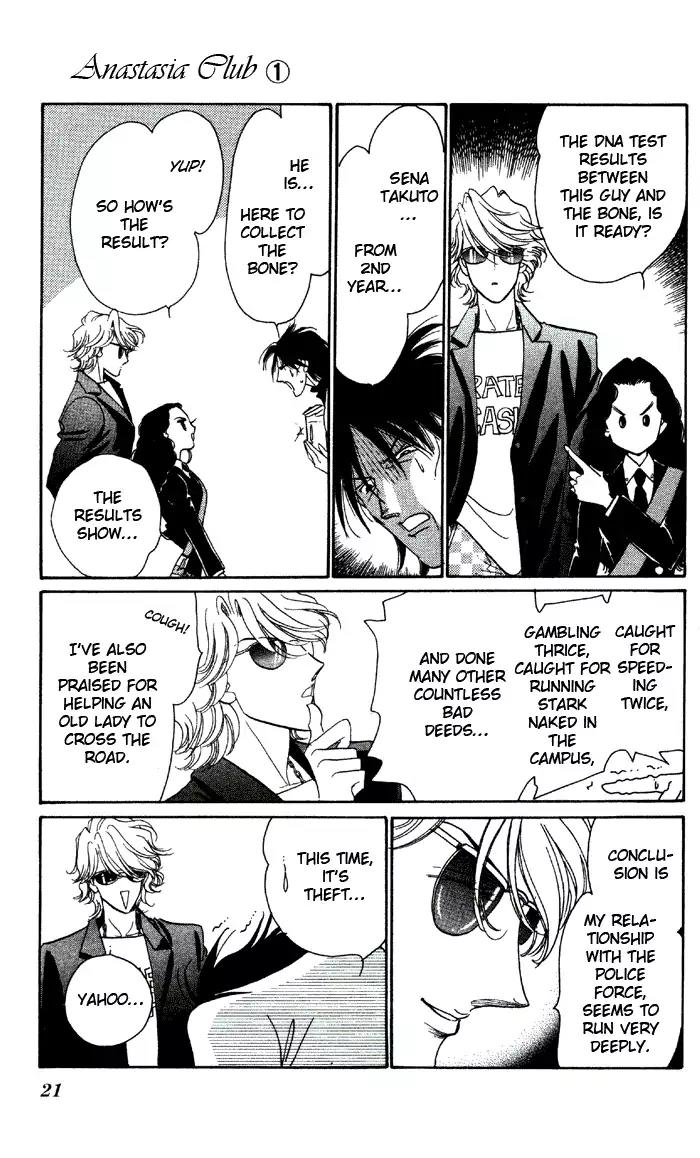 Anastasia Club ①
THE DNA TEST
RESULTS
BETWEEN
THIS GUY AND
THE BONE, IS
IT READY?
RATE
CASH
SENA
TAKUTO
...
FROM
2ND
YEAR...
HE
IS...
HERE TO
COLLECT
THE
BONE?
YUP!
SO HOW'S
THE
RESULT?
THE
RESULTS
SHOW...
CAUGHT
FOR
SPEED-
ING
TWICE,
GAMBLING
THRICE,
CAUGHT FOR
RUNNING
STARK
NAKED IN
THE
CAMPUS,
AND DONE
MANY OTHER
COUNTLESS
BAD
DEEDS...
COUGH!
I'VE ALSO
BEEN
PRAISED FOR
HELPING AN
OLD LADY TO
CROSS THE
ROAD.
CONCLU-
SION IS
MY RELA-
TIONSHIP
WITH THE
POLICE
FORCE,
SEEMS TO
RUN VERY
DEEPLY.
THIS TIME,
IT'S
THEFT...
YAHOO...
21